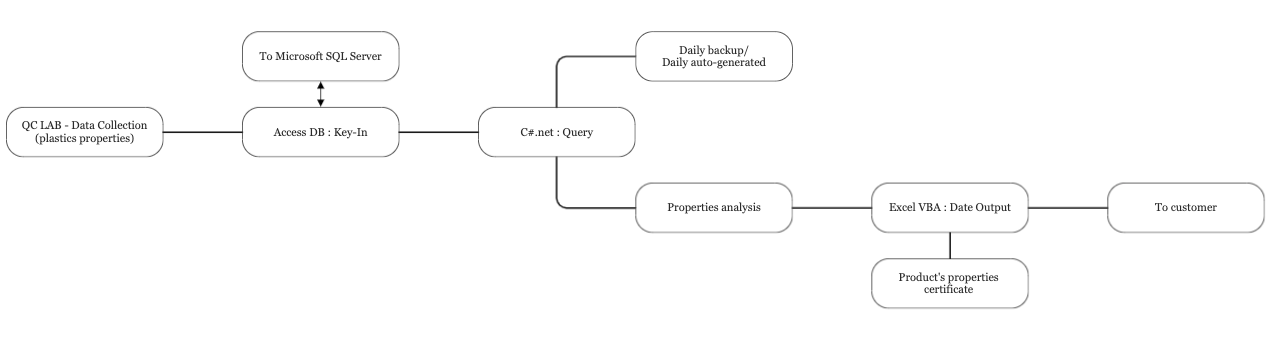 To Microsoft SQL Server
Daily backup/
Daily auto-generated
QC LAB - Data Collection
(plastics properties)
Access DB : Key-In
C#.net : Query
Properties analysis
Excel VBA : Date Output
To customer
Product's properties
certificate